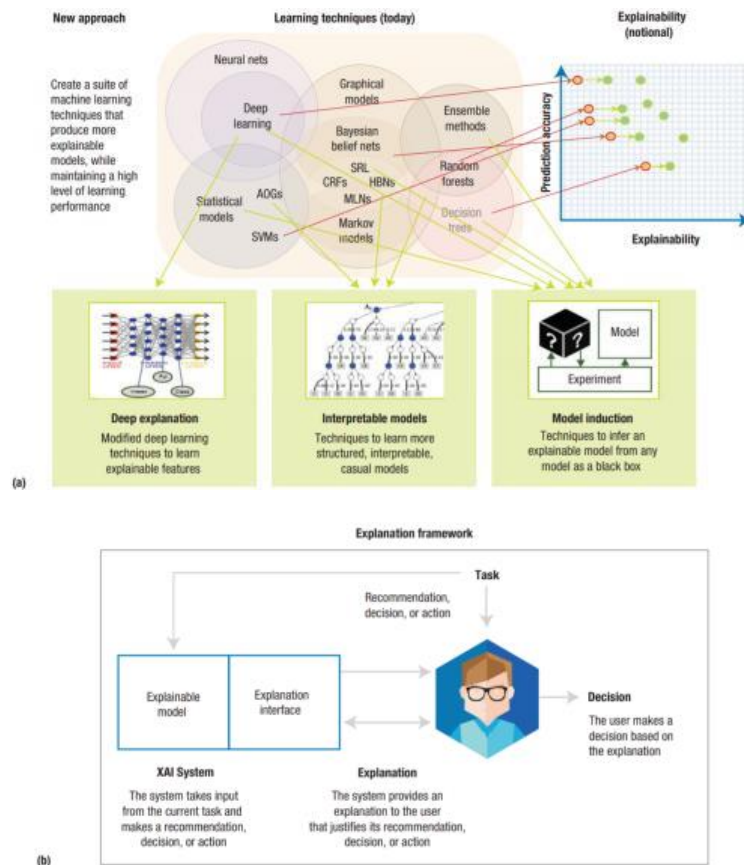 New approach
Learning techniques (today)
Explainability
(notional)
Create a suite of
machine learning
techniques that
produce more
explainable
models, while
maintaining a high
level of learning
performance
Neural nets
Deep
learning
Graphical
models
Bayesian
belief nets
Ensemble
methods
SRL
CRFs
HBNs
MLNs
AOGs
Statistical
models
SVMs
Markov
models
Random
forests
Decision
trees
Prediction accuracy
Explainability
Deep explanation
Modified deep learning
techniques to learn
explainable features
Interpretable models
Techniques to learn more
structured, interpretable,
casual models
?
?
Model
Experiment
Model induction
Techniques to infer an
explainable model from any
model as a black box
(a)
Explanation framework
Task
Recommendation,
decision, or action
Explainable
model
Explanation
interface
Decision
The user makes a
decision based on
the explanation
XAI System
The system takes input
from the current task and
makes a recommendation,
decision, or action
Explanation
The system provides an
explanation to the user
that justifies its recommendation,
decision, or action
(b)